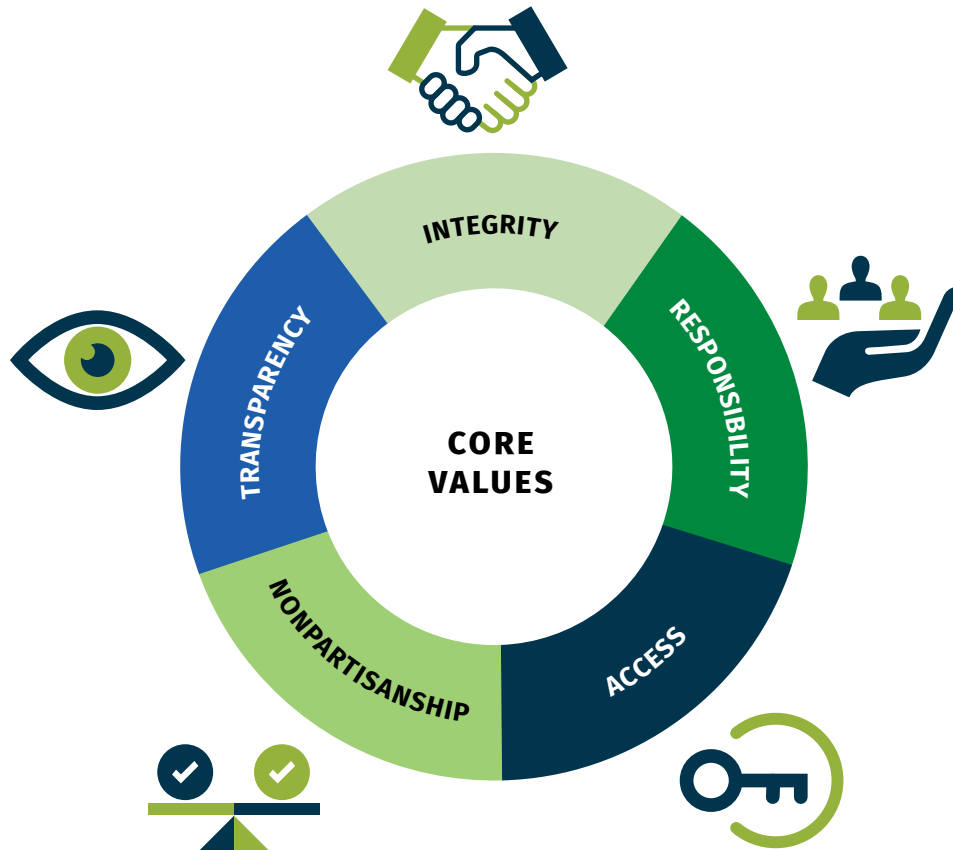 INTEGRITY
RESPONSIBILITY
ACCESS
NONPARTISANSHIP
TRANSPARENCY
CORE
VALUES